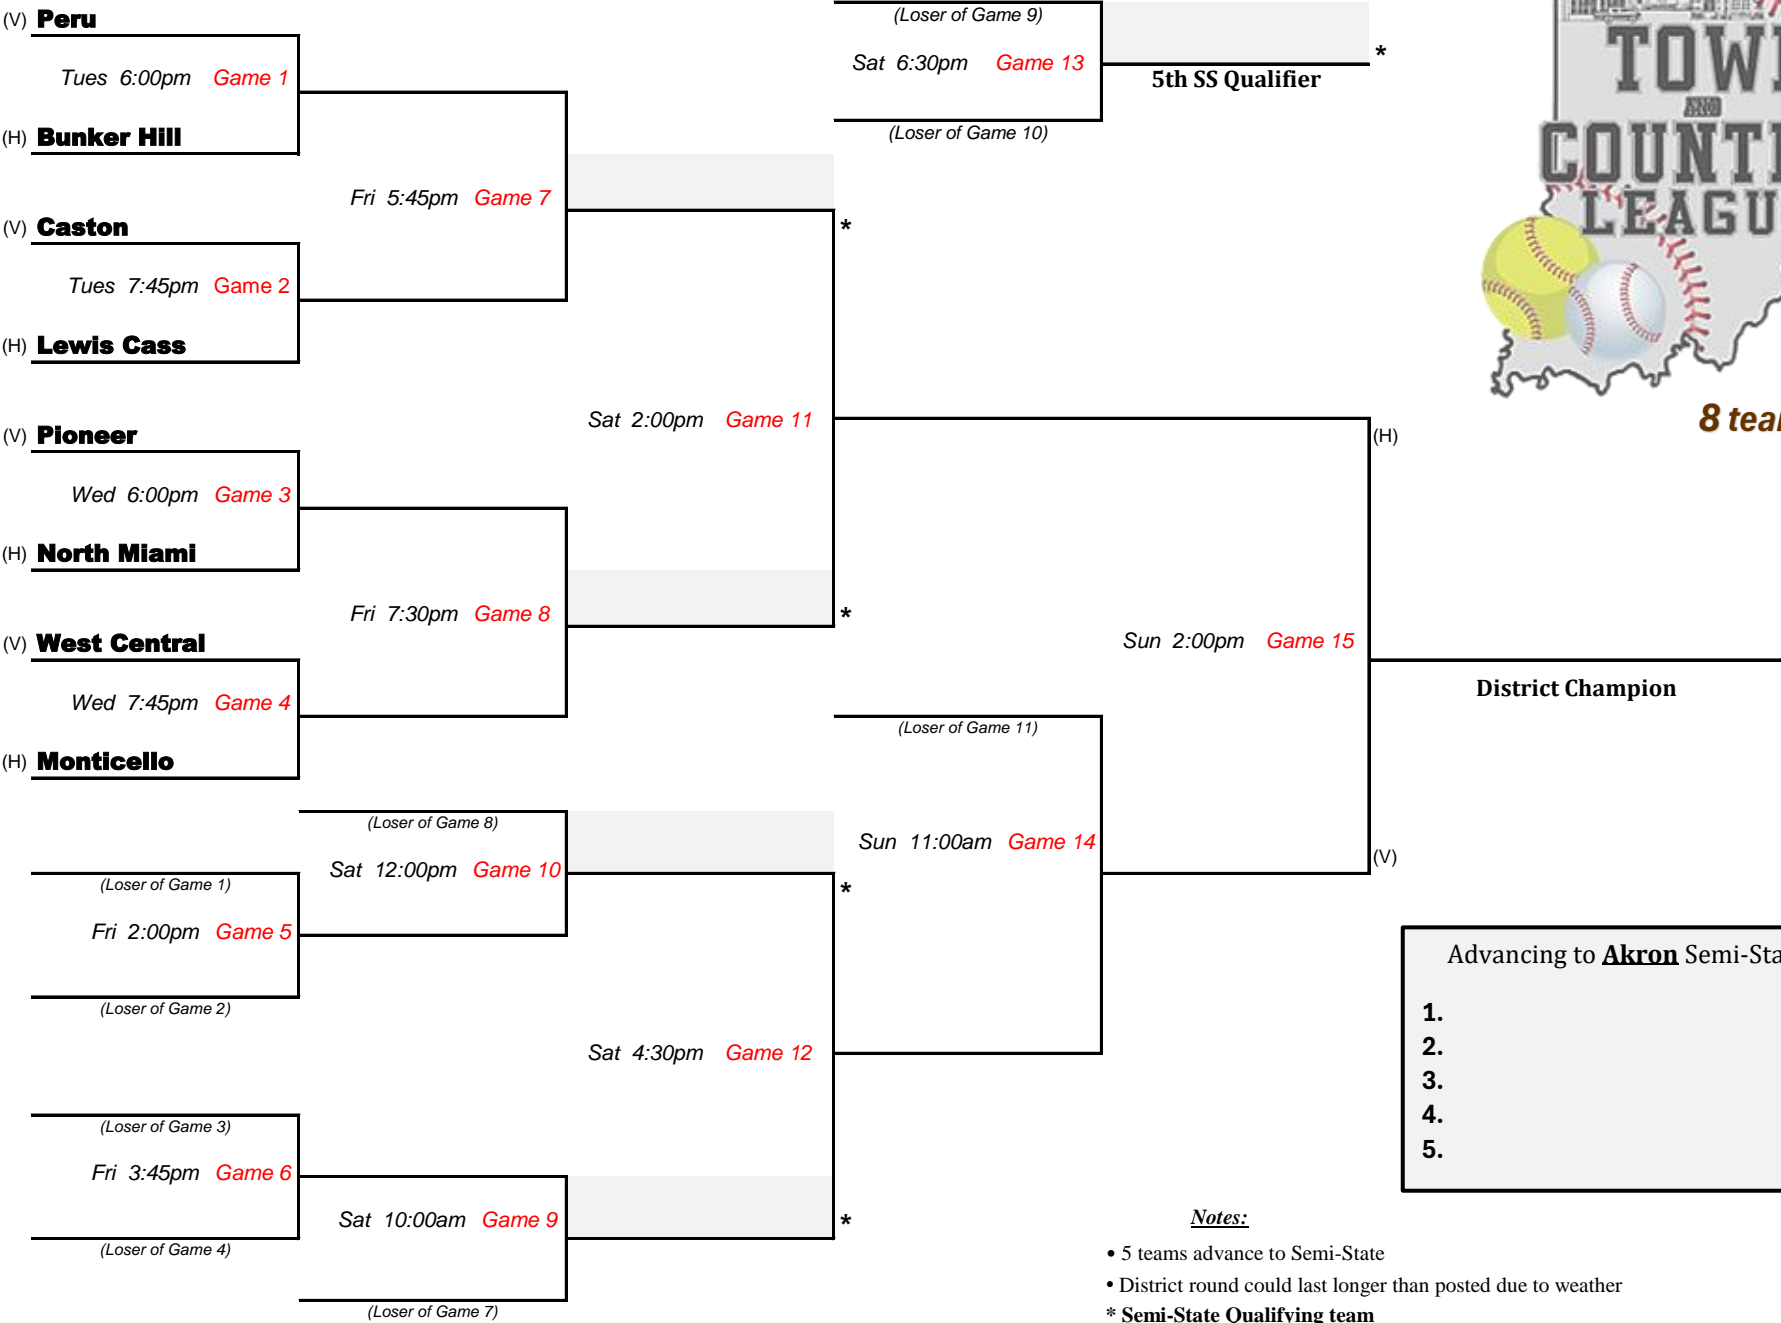 (V) Peru
Tues 6:00pm Game 1
(H) Bunker Hill
(V) Caston
Tues 7:45pm Game 2
(H) Lewis Cass
(V) Pioneer
Wed 6:00pm Game 3
(H) North Miami
(V) West Central
Wed 7:45pm Game 4
(H) Monticello
Fri 5:45pm Game 7
Fri 7:30pm Game 8
*
*
Sat 2:00pm Game 11
(Loser of Game 9)
Sat 6:30pm Game 13
(Loser of Game 10)
*
5th SS Qualifier
TOW
AND
COUNT
LEAGU
8 tea
(H)
Sun 2:00pm Game 15
(V)
District Champion
(Loser of Game 11)
Sun 11:00am Game 14
(Loser of Game 8)
Sat 12:00pm Game 10
*
(Loser of Game 1)
Fri 2:00pm Game 5
(Loser of Game 2)
Sat 4:30pm Game 12
(Loser of Game 3)
Fri 3:45pm Game 6
(Loser of Game 4)
Sat 10:00am Game 9
*
(Loser of Game 7)
Advancing to Akron Semi-Sta
1.
2.
3.
4.
5.
Notes:
• 5 teams advance to Semi-State
• District round could last longer than posted due to weather
* Semi-State Qualifying team